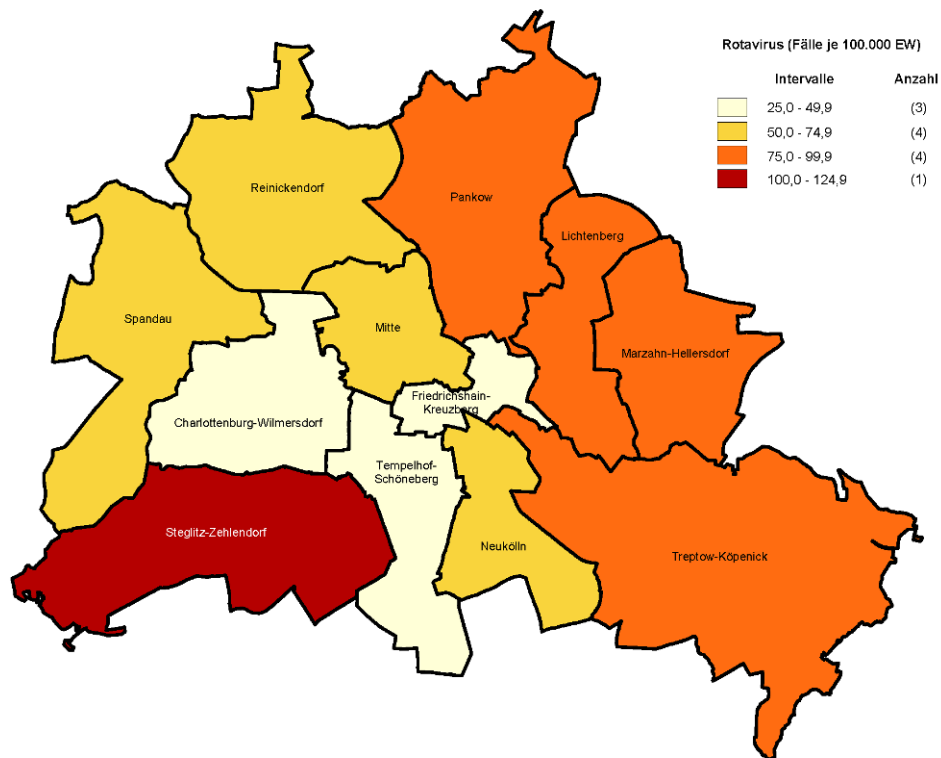 Rotavirus (Fälle je 100.000 EW)
Intervalle Anzahl
25,0 - 49,9 (3)
50,0 - 74,9 (4)
75,0 - 99,9 (4)
100,0 - 124,9 (1)
Reinickendorf
Pankow
Lichtenberg
Spandau
Mitte
Marzahn-Hellersdorf
Friedrichshain-
Kreuzberg
Charlottenburg-Wilmersdorf
Tempelhof-
Schöneberg
Steglitz-Zehlendorf
Neukölln
Treptow-Köpenick